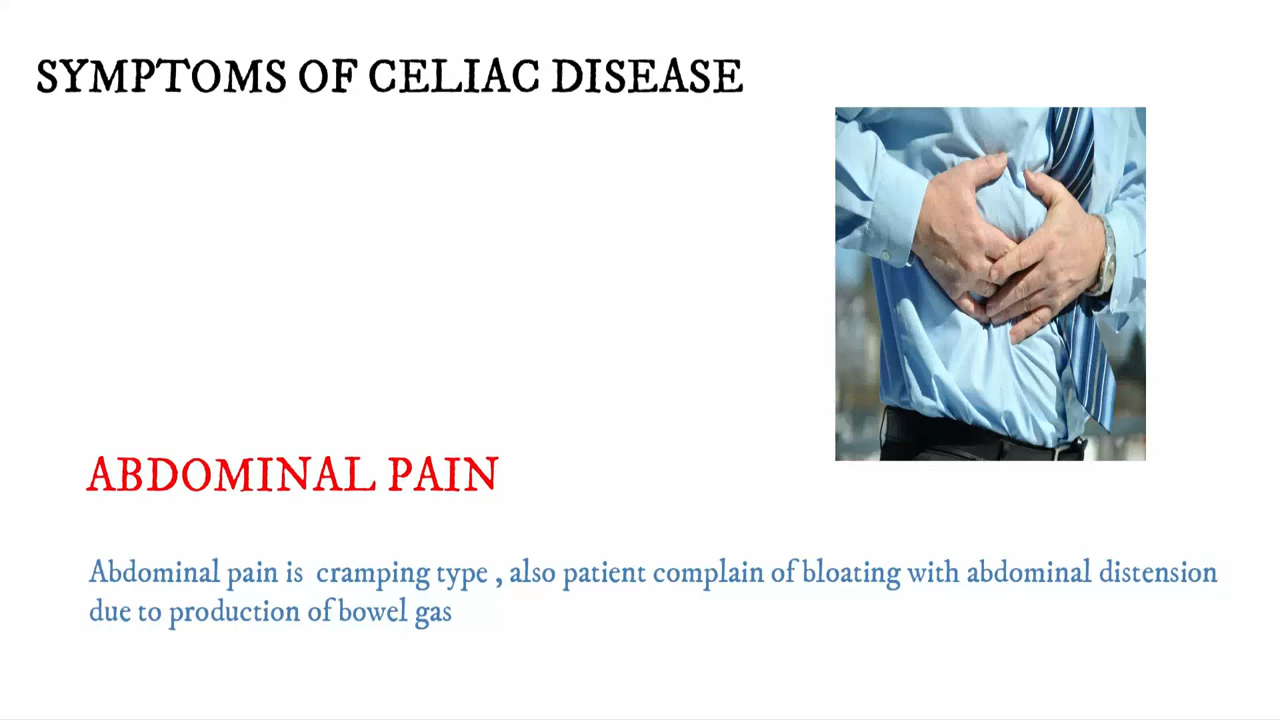 SYMPTOMS OF CELIAC DISEASE
ABDOMINAL PAIN
Abdominal pain is cramping type , also patient complain of bloating with abdominal distension
due to production of bowel gas